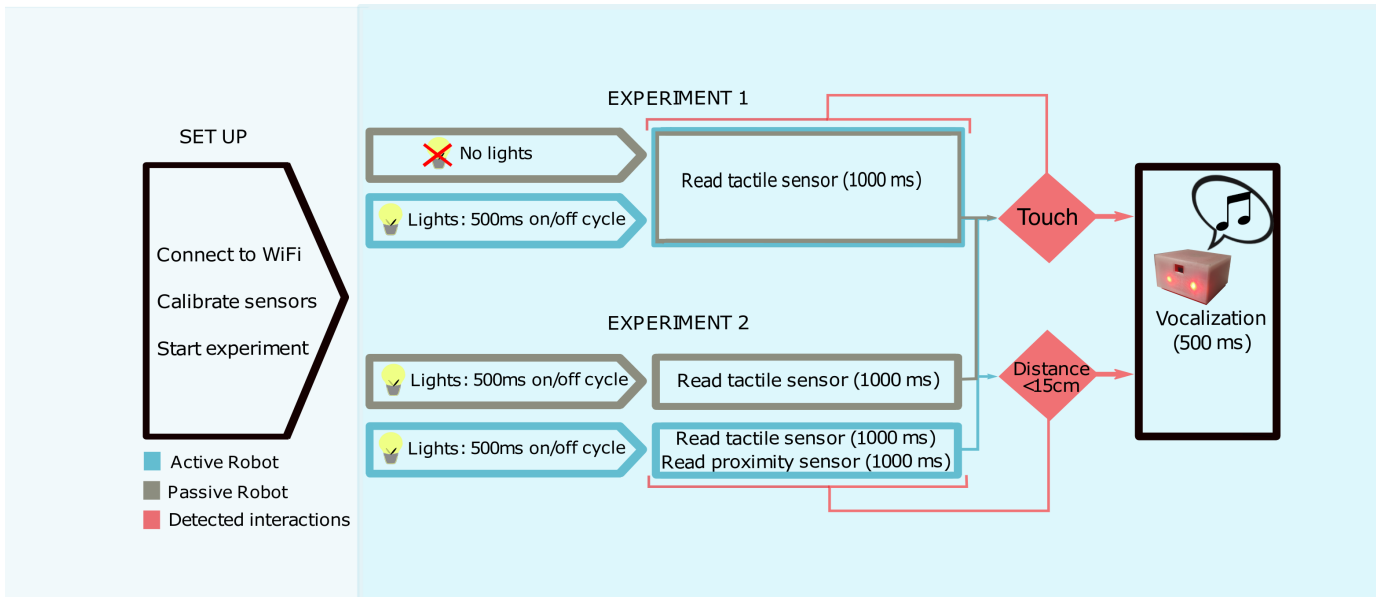 SET UP
Connect to WiFi
Calibrate sensors
Start experiment
Active Robot
Passive Robot
Detected interactions
EXPERIMENT 1
No lights
Lights: 500ms on/off cycle
Read tactile sensor (1000 ms)
Touch
EXPERIMENT 2
Lights: 500ms on/off cycle
Read tactile sensor (1000 ms)
Lights: 500ms on/off cycle
Read tactile sensor (1000 ms)
Read proximity sensor (1000 ms)
Distance
<15cm
Vocalization
(500 ms)